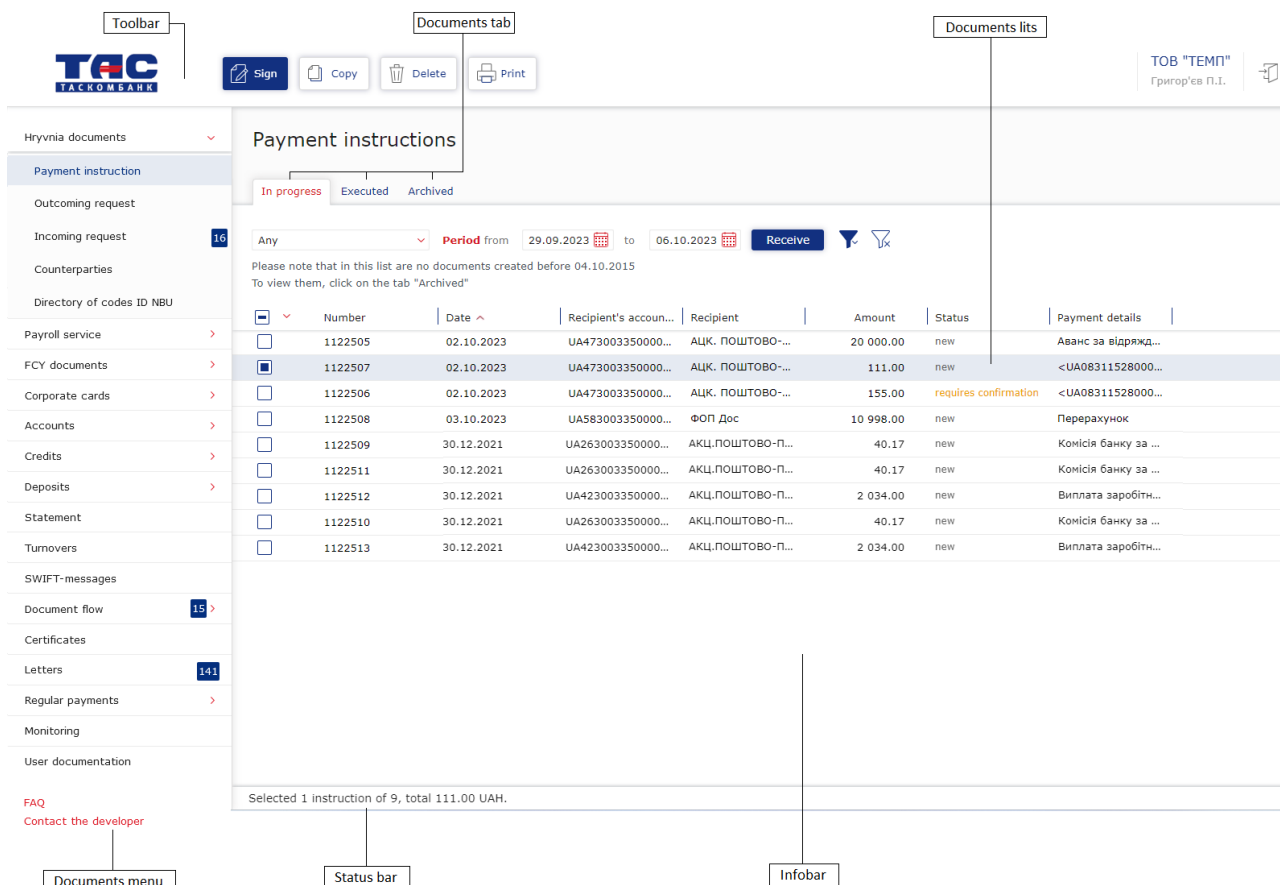 Toolbar
Documents tab
Documents lits
ТАС
ТАСКОМБАНК
Sign
Copy
Delete
Print
ТОВ "ТЕМП"
Григор'єв П.І.
Hryvnia documents
Payment instruction
Outcoming request
Incoming request 16
Counterparties
Directory of codes ID NBU
Payroll service
FCY documents
Corporate cards
Accounts
Credits
Deposits
Statement
Turnovers
SWIFT-messages
Document flow 15
Certificates
Letters 141
Regular payments
Monitoring
User documentation
FAQ
Contact the developer
Payment instructions
In progress Executed Archived
Any Period from 29.09.2023 to 06.10.2023 Receive
Please note that in this list are no documents created before 04.10.2015
To view them, click on the tab "Archived"
Number Date Recipient's accoun... Recipient Amount Status Payment details
1122505 02.10.2023 UA473003350000... АЦК. ПОШТОВО-... 20 000.00 new Аванс за відряжд...
1122507 02.10.2023 UA473003350000... АЦК. ПОШТОВО-... 111.00 new <UA08311528000...
1122506 02.10.2023 UA473003350000... АЦК. ПОШТОВО-... 155.00 requires confirmation <UA08311528000...
1122508 03.10.2023 UA583003350000... ФОП Дос 10 998.00 new Перерахунок
1122509 30.12.2021 UA263003350000... АКЦ.ПОШТОВО-П... 40.17 new Комісія банку за ...
1122511 30.12.2021 UA263003350000... АКЦ.ПОШТОВО-П... 40.17 new Комісія банку за ...
1122512 30.12.2021 UA423003350000... АКЦ.ПОШТОВО-П... 2 034.00 new Виплата заробітн...
1122510 30.12.2021 UA263003350000... АКЦ.ПОШТОВО-П... 40.17 new Комісія банку за ...
1122513 30.12.2021 UA423003350000... АКЦ.ПОШТОВО-П... 2 034.00 new Виплата заробітн...
Selected 1 instruction of 9, total 111.00 UAH.
Documents menu
Status bar
Infobar